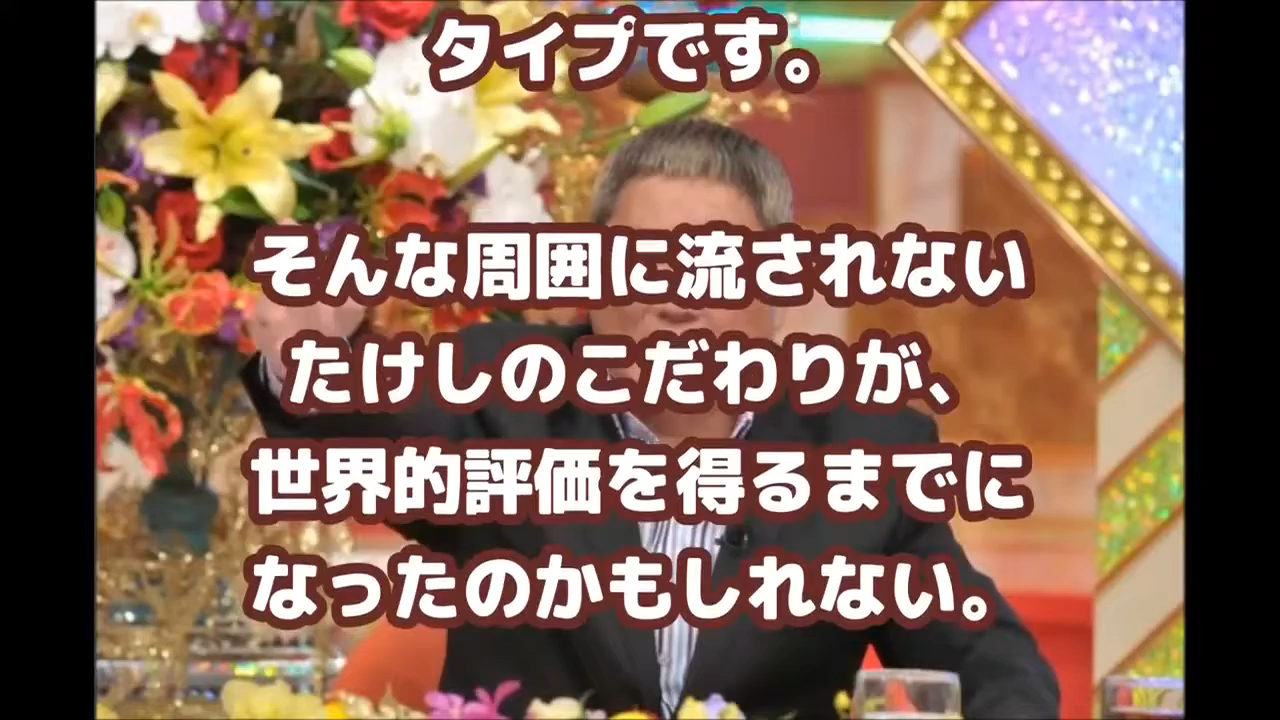 タイプです。
そんな周囲に流されない
たけしのこだわりが、
世界的評価を得るまでに
なったのかもしれない。